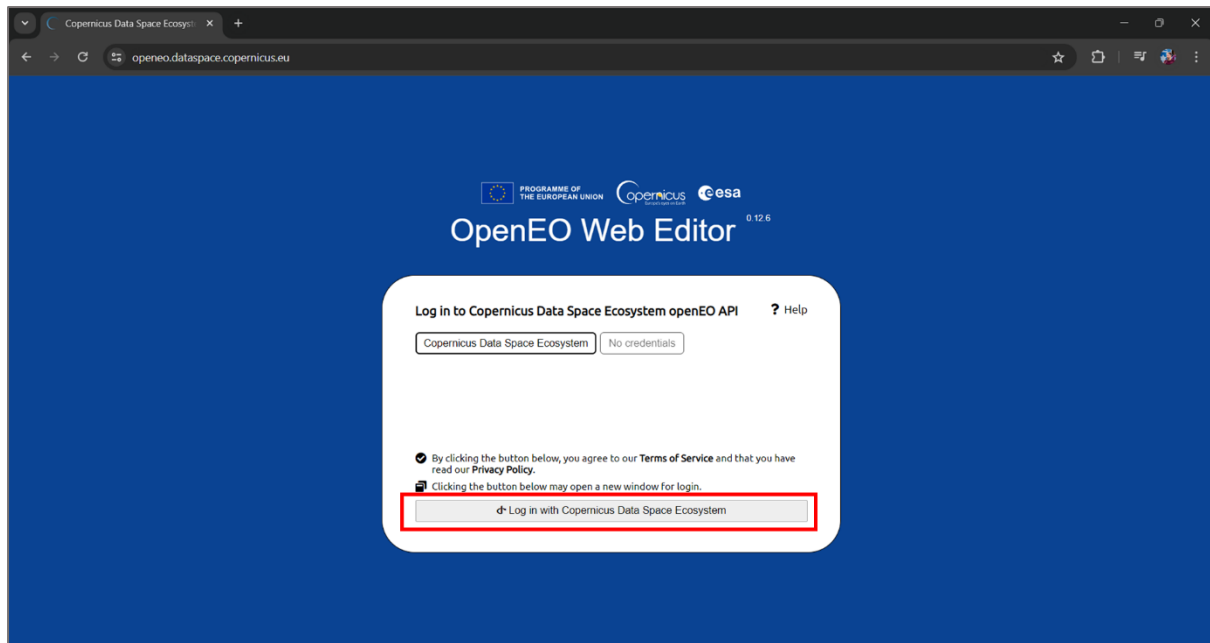 Copernicus Data Space Ecosyst
openeo.dataspace.copernicus.eu
PROGRAMME OF
THE EUROPEAN UNION
opernicus
esa
OpenEO Web Editor 0.12.6
Log in to Copernicus Data Space Ecosystem openEO API
? Help
Copernicus Data Space Ecosystem
No credentials
By clicking the button below, you agree to our Terms of Service and that you have
read our Privacy Policy.
Clicking the button below may open a new window for login.
Log in with Copernicus Data Space Ecosystem